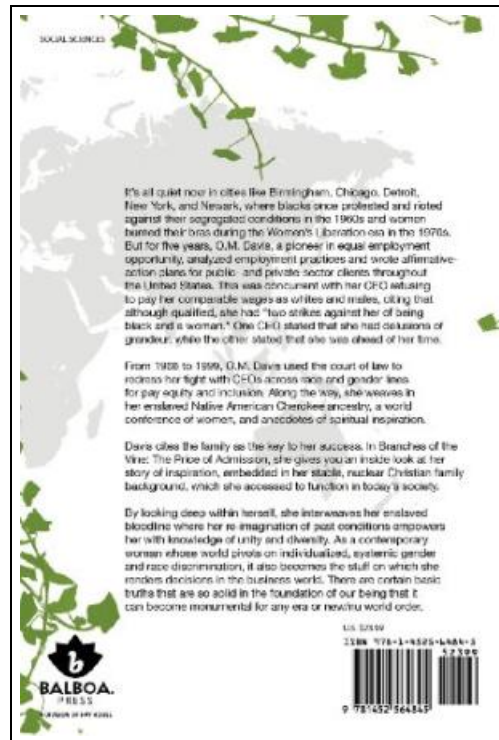 SOCIAL SCIENCES
It's all quiet now in cities like Birmingham, Chicago, Detroit,
New York, and Newark, where blacks once protested and rioted
against their segregated conditions in the 1960s and women
burned their bras during the Women's Liberation era in the 1970s.
But for five years, O.M. Davis, a pioneer in equal employment
opportunity, analyzed employment practices and wrote affirmative-
action plans for public- and private-sector clients throughout
the United States. This was concurrent with her CEO refusing
to pay her comparable wages as whites and males, citing that
although qualified, she had "two strikes against her of being
black and a woman." One CEO stated that she had delusions of
grandeur, while the other stated that she was ahead of her time.
From 1986 to 1999, O.M. Davis used the court of law to
redress her fight with CEOs across race and gender lines
for pay equity and inclusion. Along the way, she weaves in
her enslaved Native American Cherokee ancestry, a world
conference of women, and anecdotes of spiritual inspiration.
Davis cites the family as the key to her success. In Branches of the
Vine: The Price of Admission, she gives you an inside look at her
story of inspiration, embedded in her stable, nuclear Christian family
background, which she accessed to function in today's society.
By looking deep within herself, she interweaves her enslaved
bloodline where her re-imagination of past conditions empowers
her with knowledge of unity and diversity. As a contemporary
woman whose world pivots on individualized, systemic gender
and race discrimination, it also becomes the stuff on which she
renders decisions in the business world. There are certain basic
truths that are so solid in the foundation of our being that it
can become monumental for any era or new/nu world order.
b
BALBOA.
PRESS
A DIVISION OF HAY HOUSE
ISBN 978-1-4525-6484-5
52399
9 781452 564845